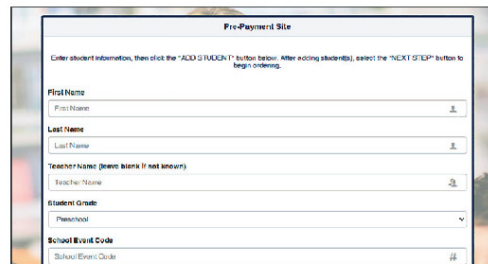 Pre-Payment Site
Enter student information, then click the "ADD STUDENT" button below. After adding student(s), select the "NEXT STEP" button to
begin ordering.
First Name
First Name
Last Name
Last Name
Teacher Name (leave blank if not known)
Teacher Name
Student Grade
Preschool
School Event Code
School Event Code